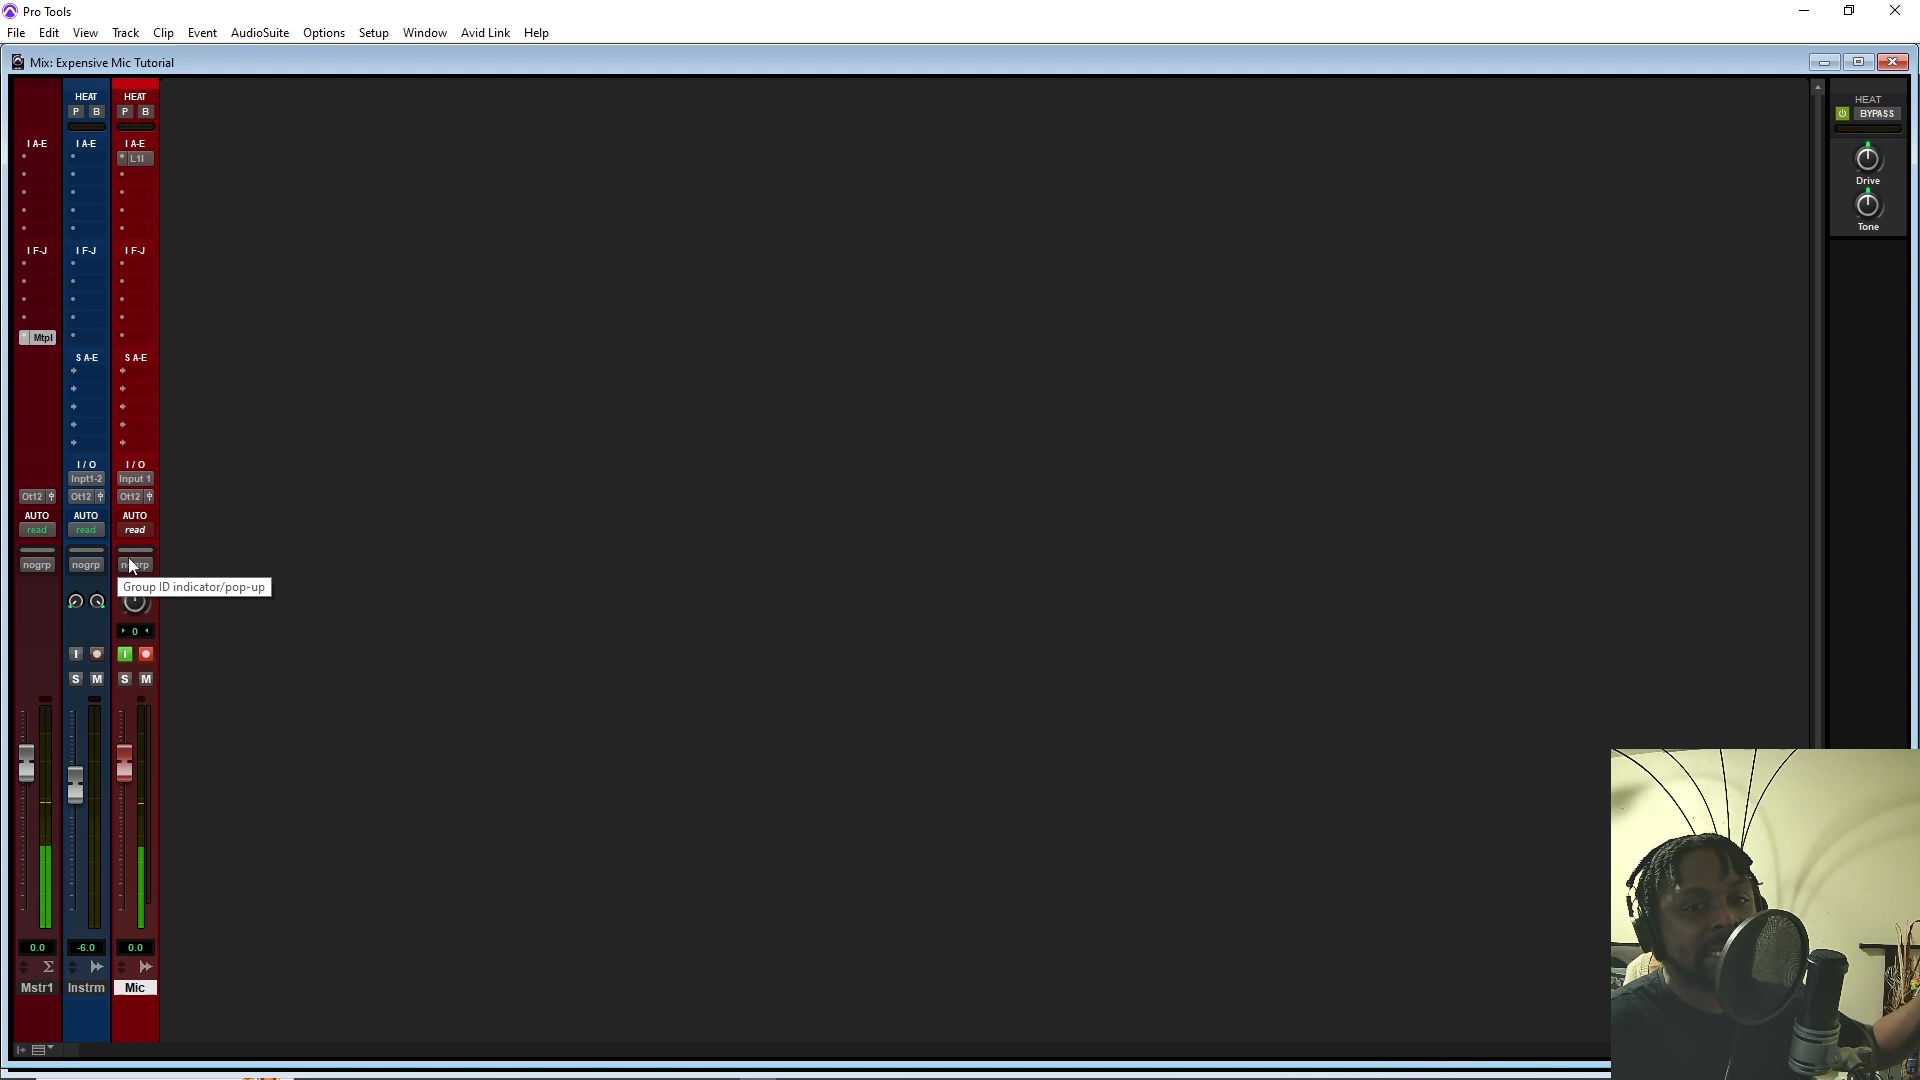 Pro Tools
File Edit View Track Clip Event AudioSuite Options Setup Window Avid Link Help
Mix: Expensive Mic Tutorial
HEAT HEAT
P B P B
HEAT
BYPASS
I A-E I A-E I A-E
L1l
Drive
Tone
I F-J I F-J I F-J
Mtpl
S A-E S A-E
I / O I / O
Inpt1-2 Input 1
Ot12 Ot12 Ot12
AUTO AUTO AUTO
read read read
nogrp nogrp
Group ID indicator/pop-up
0
I I
S M S M
0.0 -6.0 0.0
Σ
Mstr1 Instrm Mic